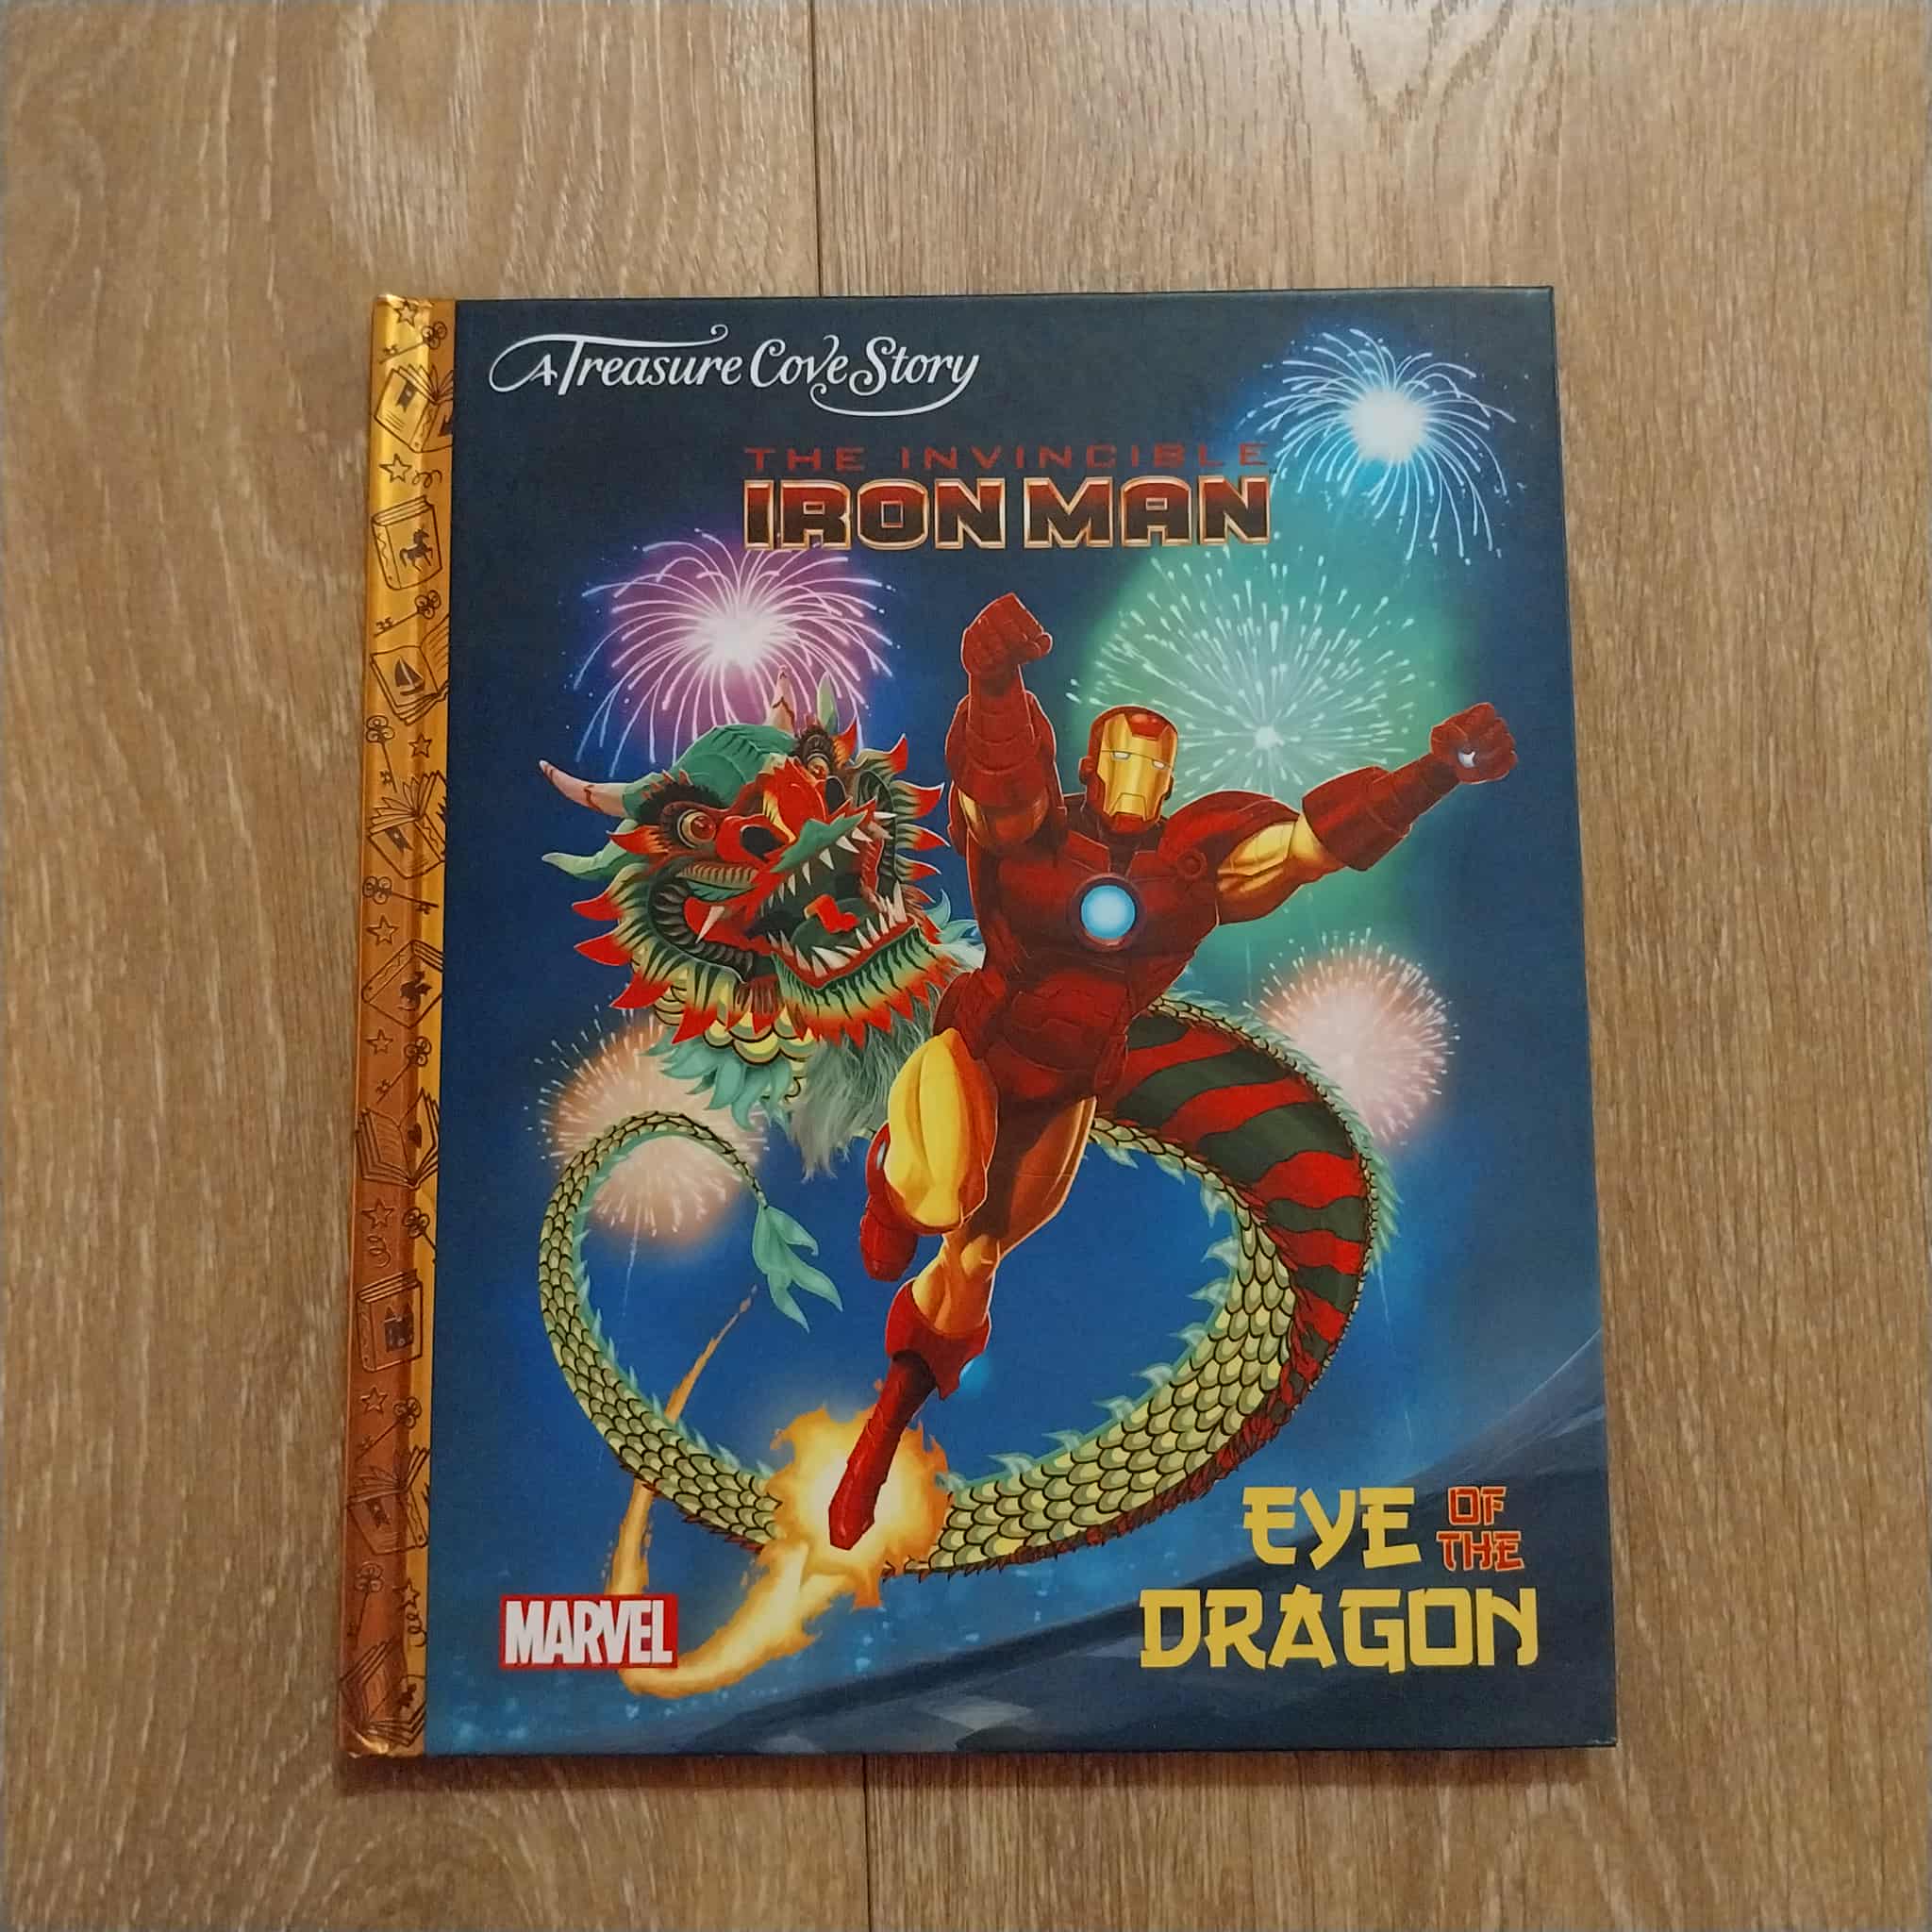 A Treasure Cove Story
THE INVINCIBLE
IRON MAN
EYE OF THE
DRAGON
MARVEL